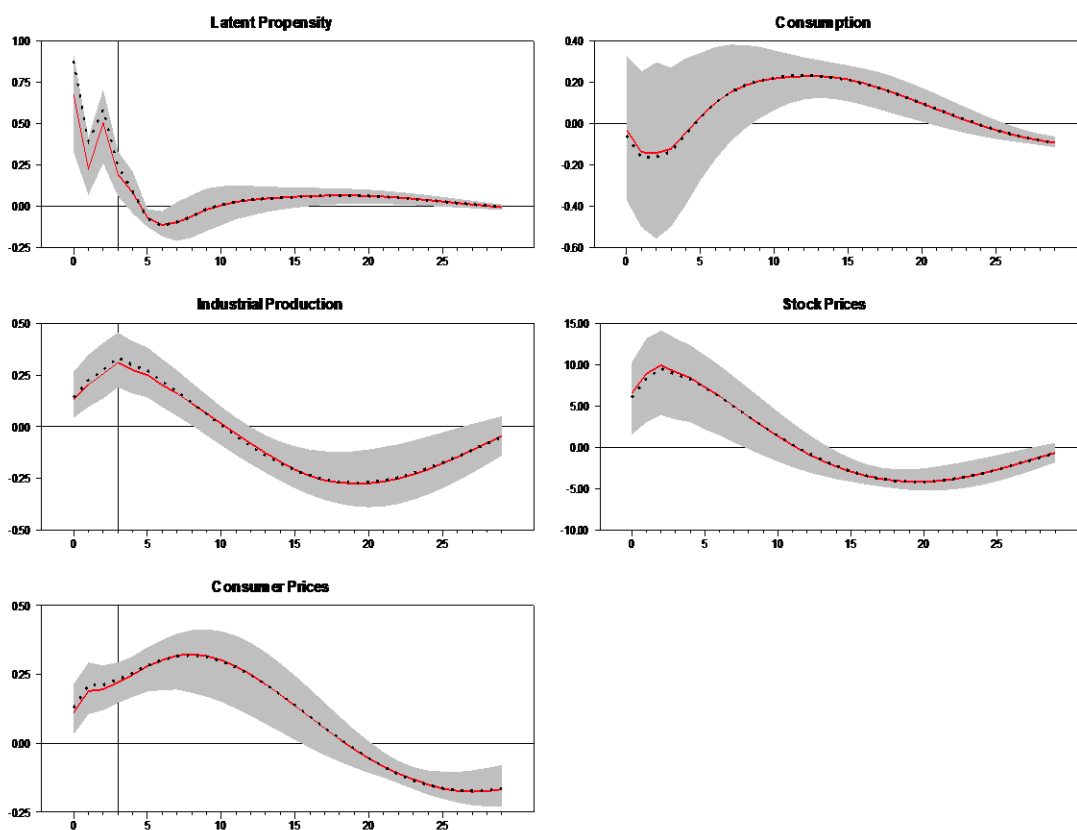 Latent Propensity
1.00
0.75
0.50
0.25
0.00
-0.25
0 5 10 15 20 25
Consumption
0.40
0.20
0.00
-0.20
-0.40
-0.60
0 5 10 15 20 25
Industrial Production
0.50
0.25
0.00
-0.25
-0.50
0 5 10 15 20 25
Stock Prices
15.00
10.00
5.00
0.00
-5.00
-10.00
0 5 10 15 20 25
Consumer Prices
0.50
0.25
0.00
-0.25
0 5 10 15 20 25